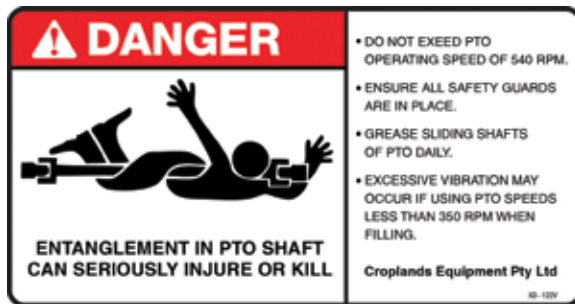 DANGER
ENTANGLEMENT IN PTO SHAFT
CAN SERIOUSLY INJURE OR KILL
• DO NOT EXEED PTO
OPERATING SPEED OF 540 RPM.
• ENSURE ALL SAFETY GUARDS
ARE IN PLACE.
• GREASE SLIDING SHAFTS
OF PTO DAILY.
• EXCESSIVE VIBRATION MAY
OCCUR IF USING PTO SPEEDS
LESS THAN 350 RPM WHEN
FILLING.
Croplands Equipment Pty Ltd